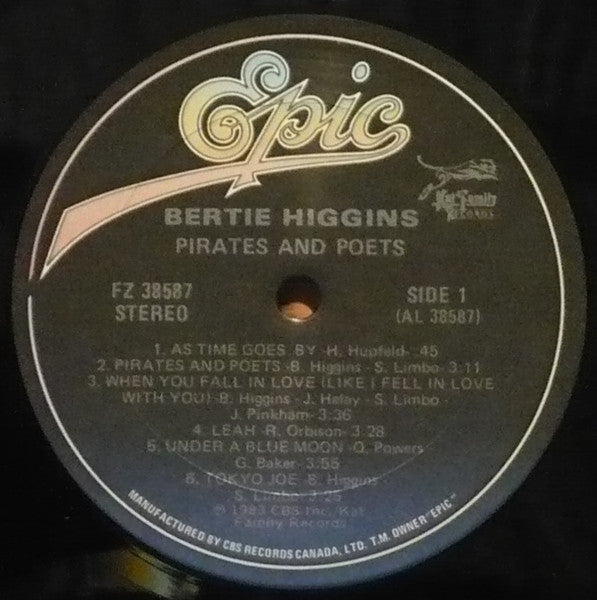 Epic
Kat Family
RECORDS
BERTIE HIGGINS
PIRATES AND POETS
FZ 38587
STEREO
SIDE 1
(AL 38587)
1. AS TIME GOES BY -H. Hupfeld- :45
2. PIRATES AND POETS -B. Higgins - S. Limbo- 3:11
3. WHEN YOU FALL IN LOVE (LIKE I FELL IN LOVE
WITH YOU) -B. Higgins - J. Healy - S. Limbo -
J. Pinkham- 3:36
4. LEAH -R. Orbison- 3:28
5. UNDER A BLUE MOON -Q. Powers -
G. Baker- 3:55
6. TOKYO JOE -B. Higgins -
S. Limbo- 3:25
℗ 1983 CBS Inc./Kat
Family Records
MANUFACTURED BY CBS RECORDS CANADA, LTD. T.M. OWNER "EPIC"